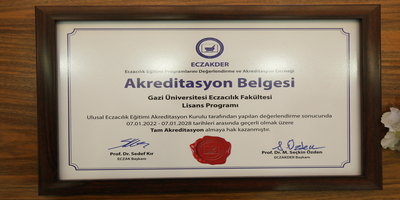 ECZAKDER
Eczacılık Eğitimi Programlarını Değerlendirme ve Akreditasyon Derneği
Akreditasyon Belgesi
Gazi Üniversitesi Eczacılık Fakültesi
Lisans Programı
Ulusal Eczacılık Eğitimi Akreditasyon Kurulu tarafından yapılan değerlendirme sonucunda
07.01.2022 - 07.01.2028 tarihleri arasında geçerli olmak üzere
Tam Akreditasyon almaya hak kazanmıştır.
Prof. Dr. Sedef Kır
ECZAK Başkanı
Prof. Dr. M. Seçkin Özden
ECZAKDER Başkanı